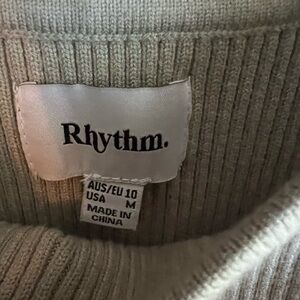 Rhythm.
AUS/EU 10
USA M
MADE IN
CHINA